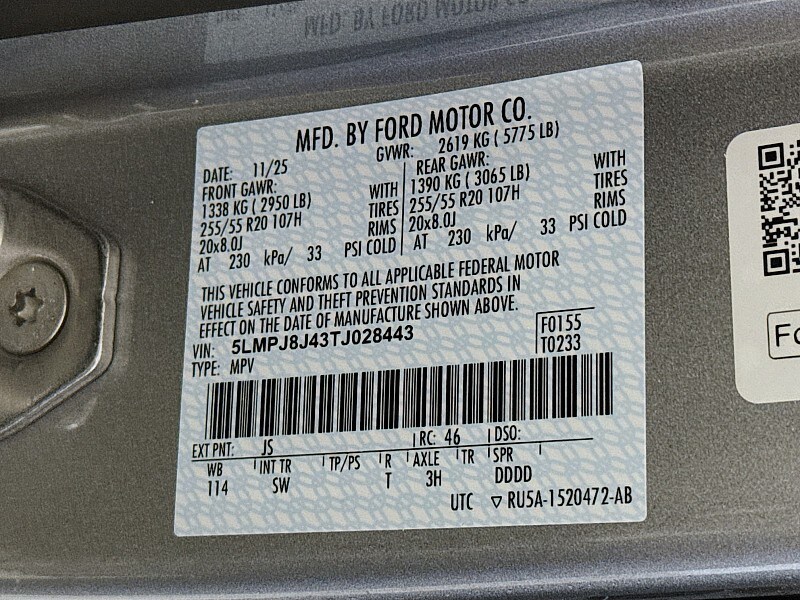 MFD. BY FORD MOTOR CO.
MFD. BY FORD MOTOR CO.
DATE: 11/25 GVWR: 2619 KG ( 5775 LB)
FRONT GAWR: REAR GAWR:
1338 KG ( 2950 LB) WITH 1390 KG ( 3065 LB) WITH
255/55 R20 107H TIRES 255/55 R20 107H TIRES
20x8.0J RIMS 20x8.0J RIMS
AT 230 kPa/ 33 PSI COLD AT 230 kPa/ 33 PSI COLD
THIS VEHICLE CONFORMS TO ALL APPLICABLE FEDERAL MOTOR
VEHICLE SAFETY AND THEFT PREVENTION STANDARDS IN
EFFECT ON THE DATE OF MANUFACTURE SHOWN ABOVE.
VIN: 5LMPJ8J43TJ028443 F0155
TYPE: MPV T0233
EXT PNT: JS RC: 46 DSO:
WB INT TR TP/PS R AXLE TR SPR
114 SW T 3H DDDD
UTC ▽ RU5A-1520472-AB